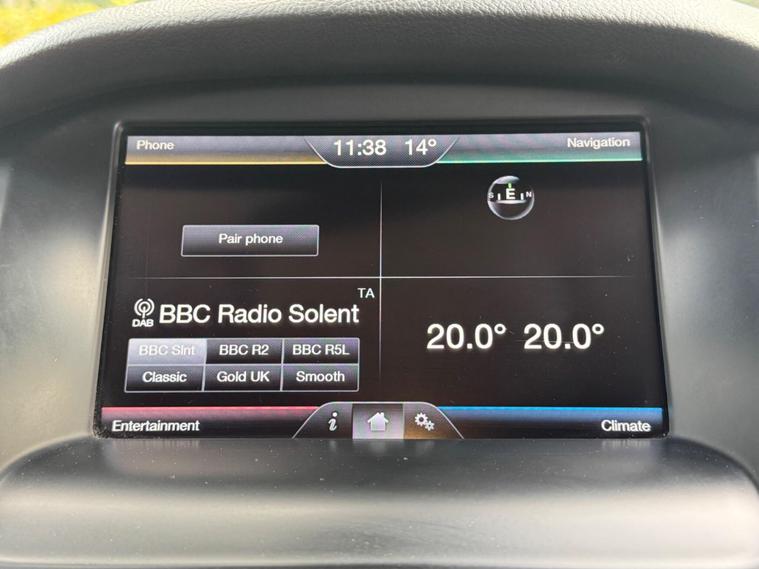 Phone 11:38 14° Navigation
S E N
Pair phone
TA
DAB BBC Radio Solent
20.0° 20.0°
BBC Slnt BBC R2 BBC R5L
Classic Gold UK Smooth
Entertainment i Climate